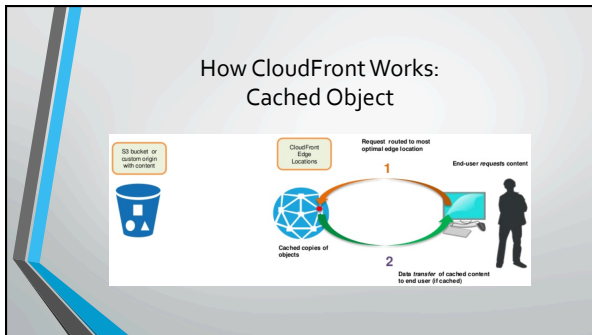 How CloudFront Works:
Cached Object
S3 bucket or
custom origin
with content
CloudFront
Edge
Locations
Request routed to most
optimal edge location
1
End-user requests content
Cached copies of
objects
2
Data transfer of cached content
to end user (if cached)